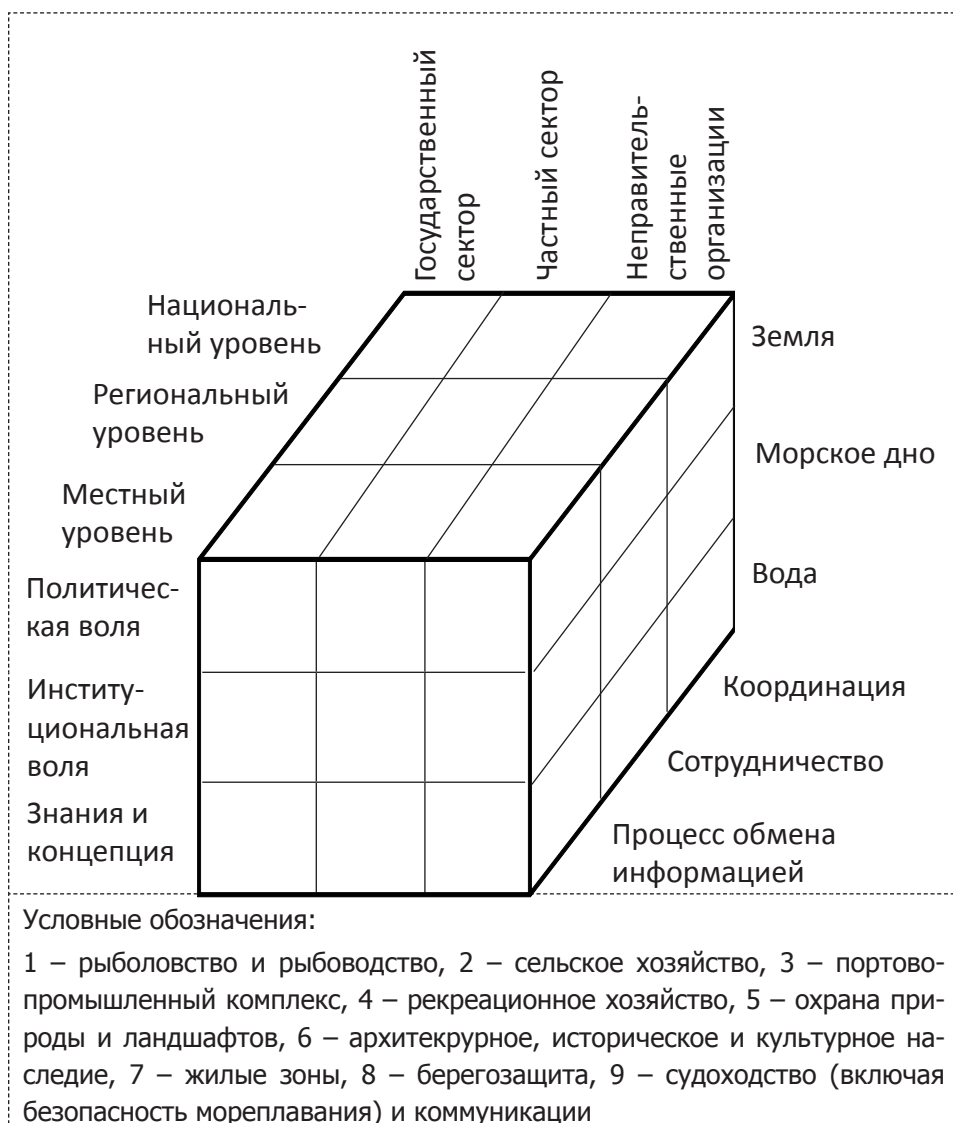 Государственный
сектор
Частный сектор
Неправитель-
ственные
организации
Националь-
ный уровень
Региональный
уровень
Местный
уровень
Земля
Морское дно
Вода
Политичес-
кая воля
Институ-
циональная
воля
Знания и
концепция
Координация
Сотрудничество
Процесс обмена
информацией
Условные обозначения:
1 – рыболовство и рыбоводство, 2 – сельское хозяйство, 3 – портово-
промышленный комплекс, 4 – рекреационное хозяйство, 5 – охрана при-
роды и ландшафтов, 6 – архитекрурное, историческое и культурное на-
следие, 7 – жилые зоны, 8 – берегозащита, 9 – судоходство (включая
безопасность мореплавания) и коммуникации